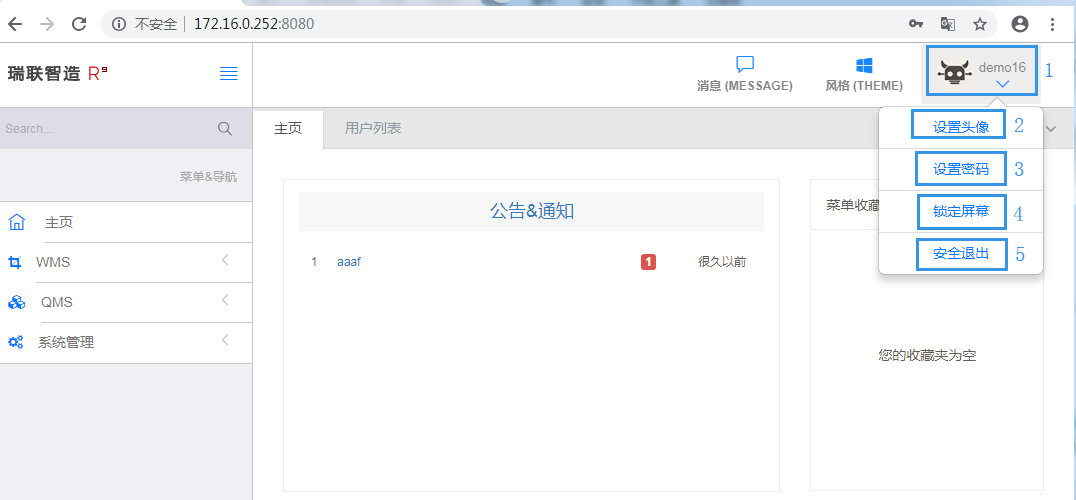 不安全 172.16.0.252:8080
瑞联智造 R⁹
消息 (MESSAGE)
风格 (THEME)
demo16
1
Search...
主页
用户列表
设置头像 2
设置密码 3
锁定屏幕 4
安全退出 5
菜单&导航
主页
WMS
QMS
系统管理
公告&通知
1 aaaf 1 很久以前
菜单收藏
您的收藏夹为空